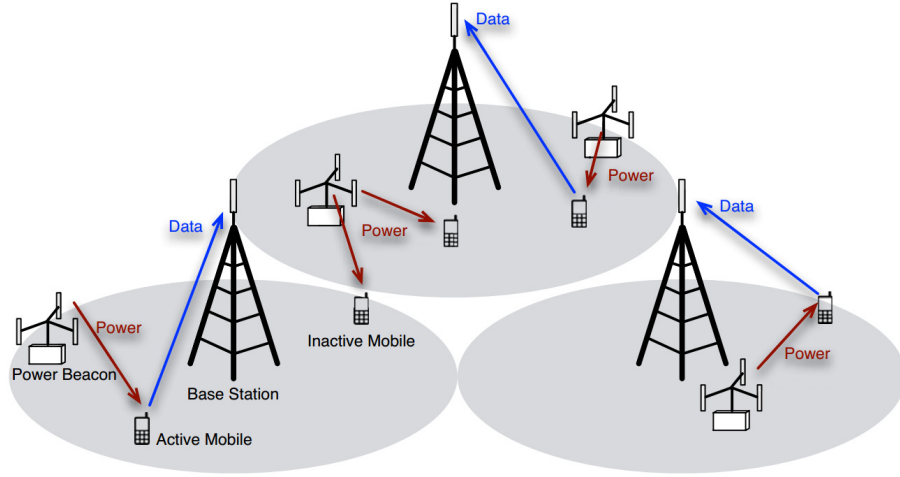 Data
Power
Data
Power
Data
Power
Inactive Mobile
Power
Power Beacon
Base Station
Active Mobile